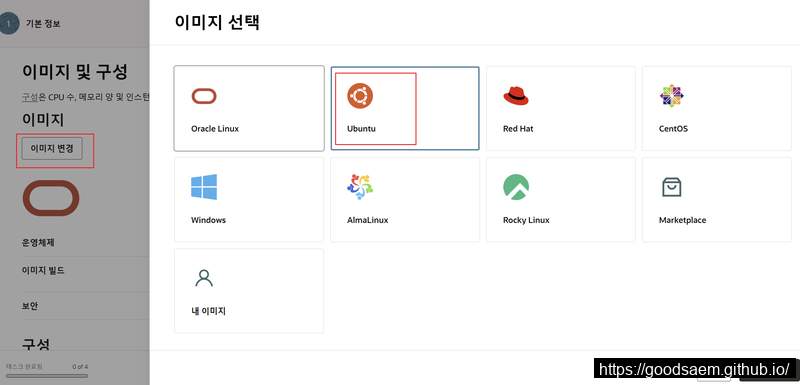 1 기본 정보
이미지 및 구성
구성은 CPU 수, 메모리 양 및 인스턴
이미지
이미지 변경
운영체제
이미지 빌드
보안
구성
태스크 완료됨 0 of 4
이미지 선택
Oracle Linux
Ubuntu
Red Hat
CentOS
Windows
AlmaLinux
Rocky Linux
Marketplace
내 이미지
https://goodsaem.github.io/